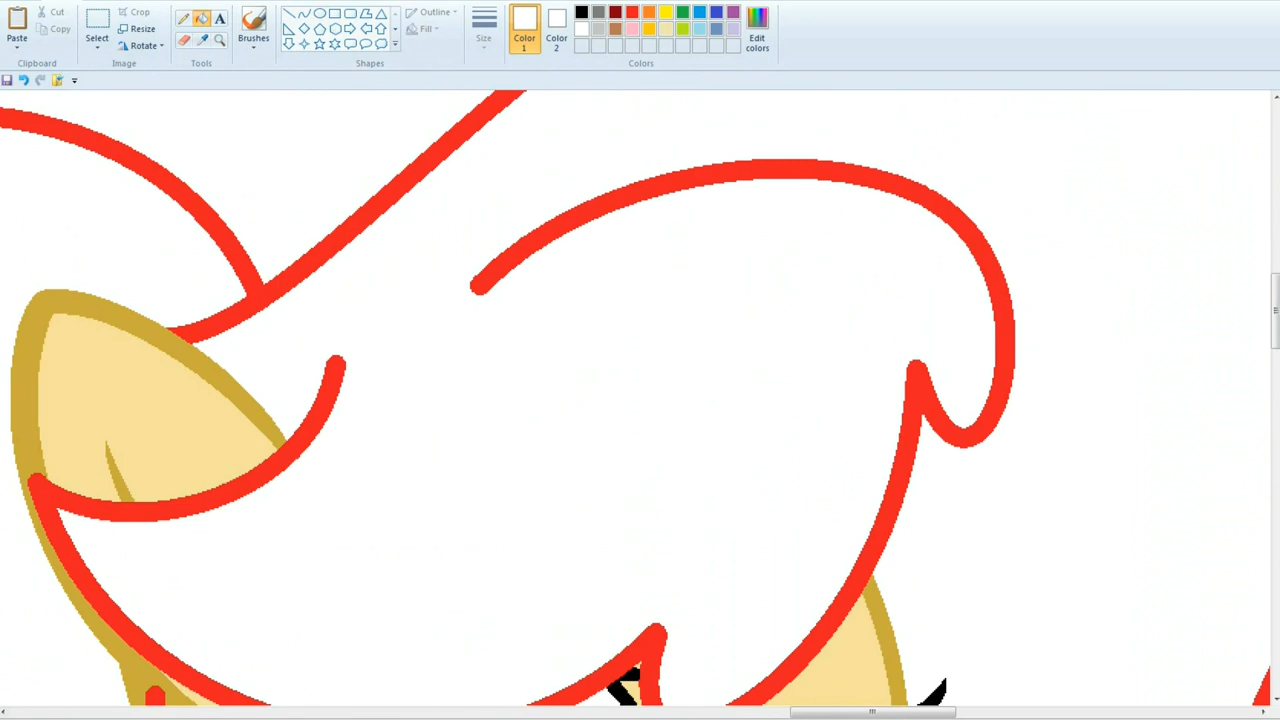 Paste
Cut
Copy
Clipboard
Select
Crop
Resize
Rotate
Image
A
Tools
Brushes
Shapes
Outline
Fill
Size
Color
1
Color
2
Colors
Edit
colors